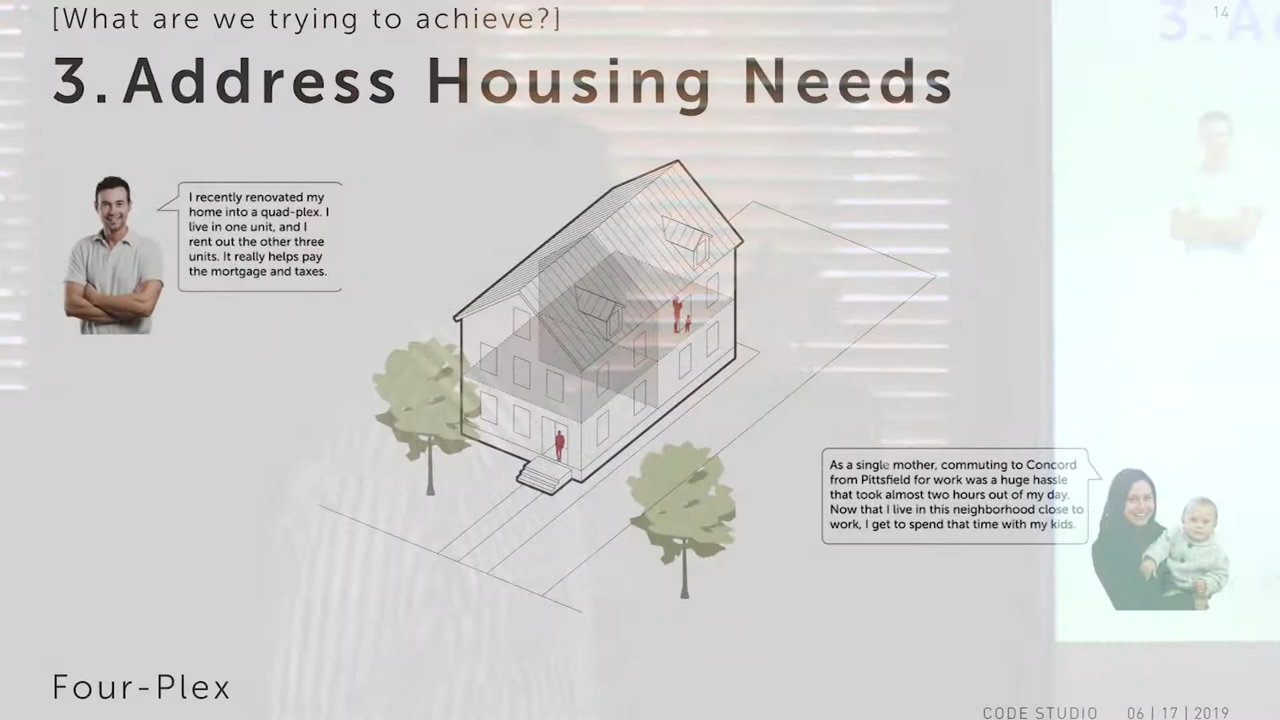 [What are we trying to achieve?]
14
3. Address Housing Needs
3. A
I recently renovated my
home into a quad-plex. I
live in one unit, and I
rent out the other three
units. It really helps pay
the mortgage and taxes.
As a single mother, commuting to Concord
from Pittsfield for work was a huge hassle
that took almost two hours out of my day.
Now that I live in this neighborhood close to
work, I get to spend that time with my kids.
Four-Plex
CODE STUDIO 06 | 17 | 2019